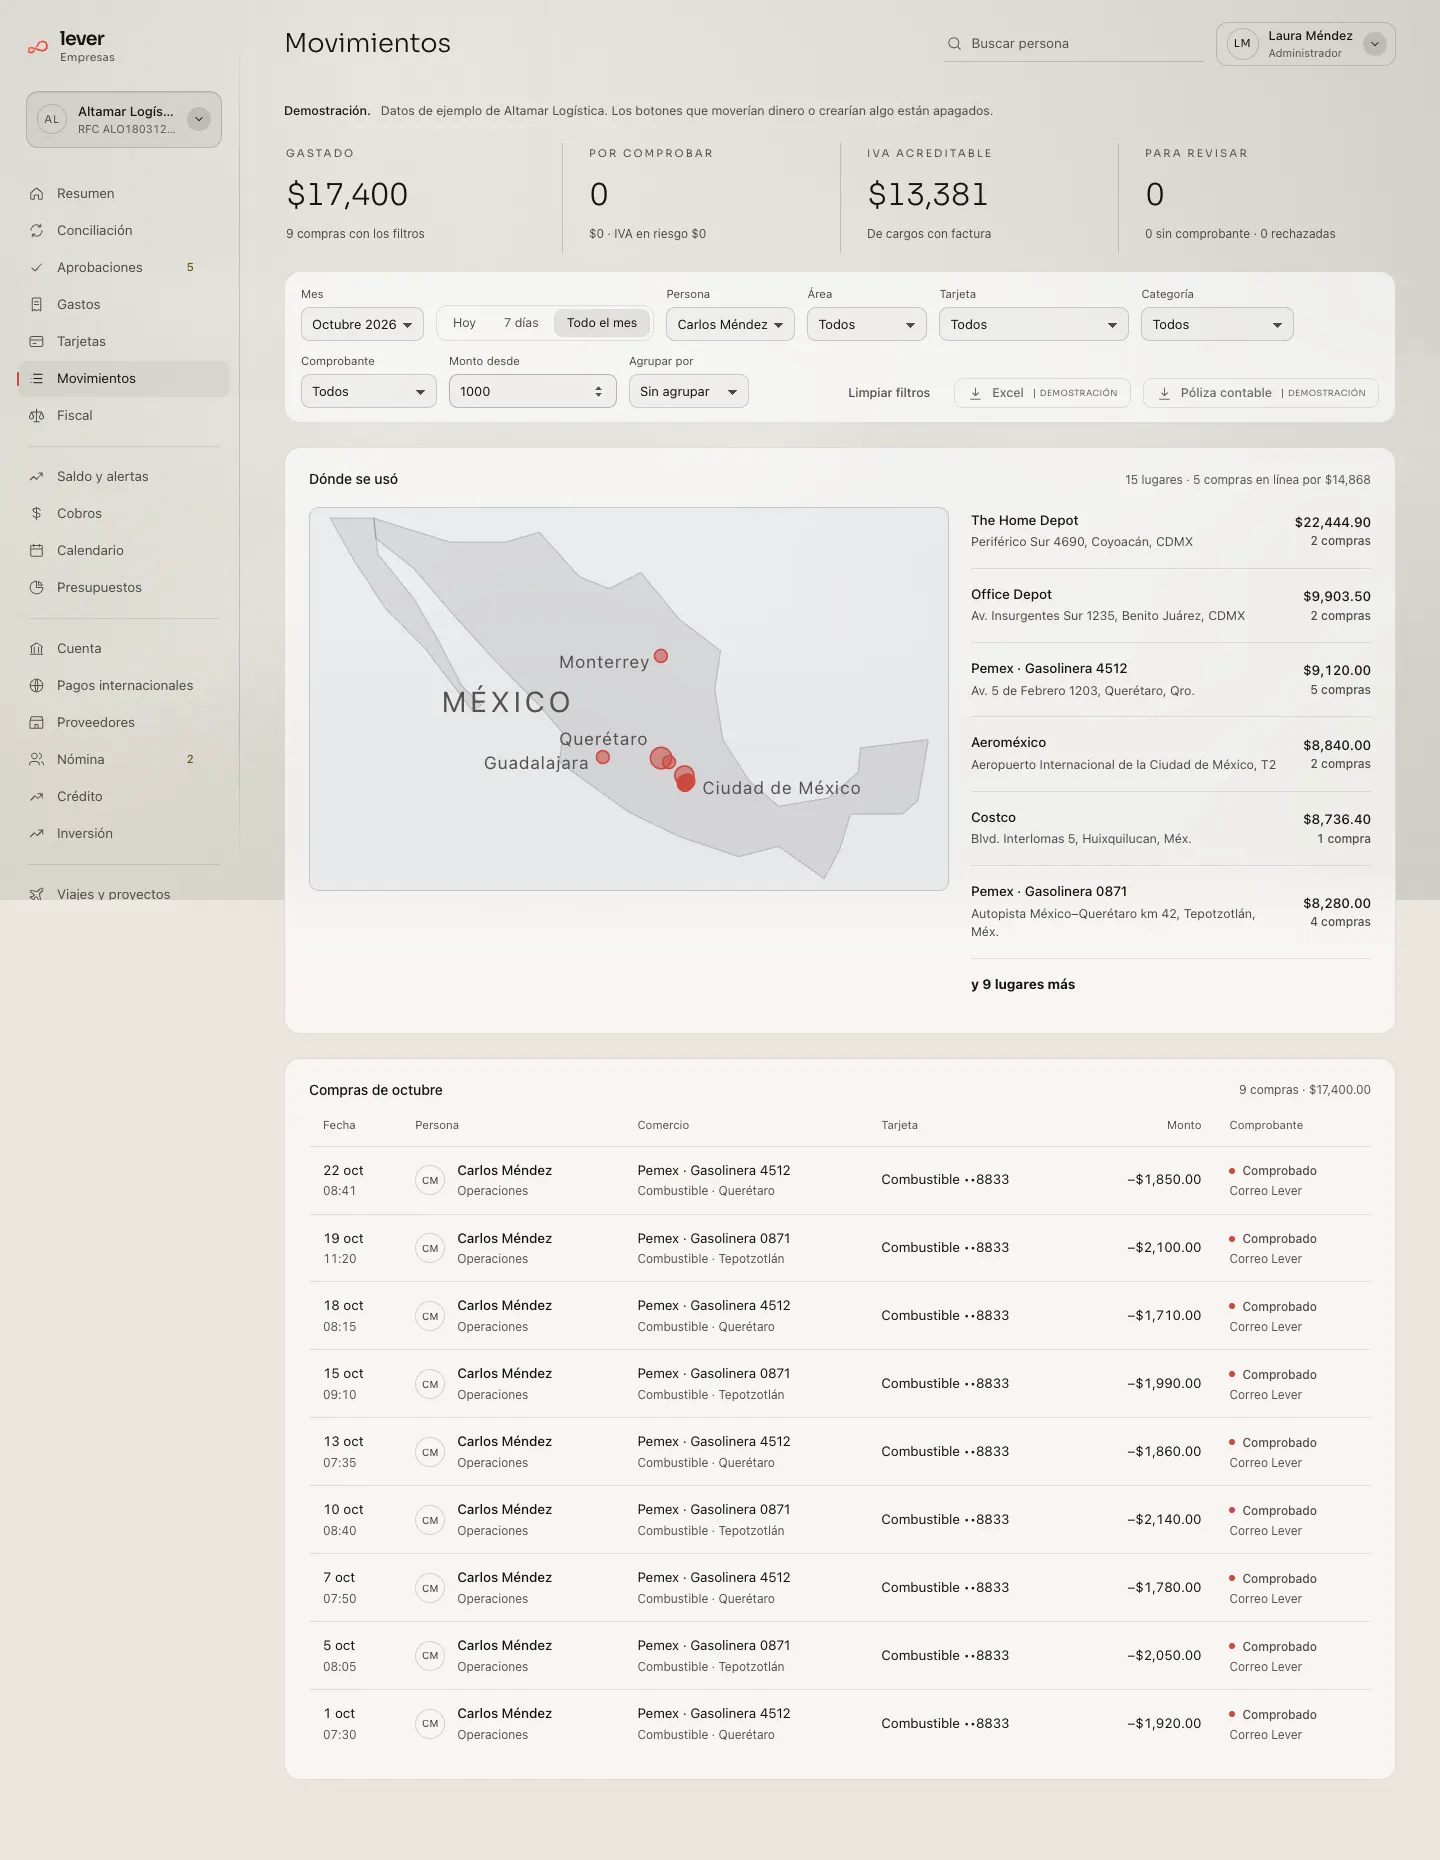 lever
Empresas
Movimientos
Buscar persona
LM
Laura Méndez
Administrador
AL
Altamar Logís...
RFC ALO180312...
Resumen
Conciliación
Aprobaciones 5
Gastos
Tarjetas
Movimientos
Fiscal
Saldo y alertas
Cobros
Calendario
Presupuestos
Cuenta
Pagos internacionales
Proveedores
Nómina 2
Crédito
Inversión
Viajes y proyectos
Demostración. Datos de ejemplo de Altamar Logística. Los botones que moverían dinero o crearían algo están apagados.
GASTADO
$17,400
9 compras con los filtros
POR COMPROBAR
0
$0 · IVA en riesgo $0
IVA ACREDITABLE
$13,381
De cargos con factura
PARA REVISAR
0
0 sin comprobante · 0 rechazadas
Mes
Octubre 2026
Hoy 7 días Todo el mes
Persona
Carlos Méndez
Área
Todos
Tarjeta
Todos
Categoría
Todos
Comprobante
Todos
Monto desde
1000
Agrupar por
Sin agrupar
Limpiar filtros
Excel | DEMOSTRACIÓN
Póliza contable | DEMOSTRACIÓN
Dónde se usó
15 lugares · 5 compras en línea por $14,868
Monterrey
MÉXICO
Querétaro
Guadalajara
Ciudad de México
The Home Depot $22,444.90
Periférico Sur 4690, Coyoacán, CDMX 2 compras
Office Depot $9,903.50
Av. Insurgentes Sur 1235, Benito Juárez, CDMX 2 compras
Pemex · Gasolinera 4512 $9,120.00
Av. 5 de Febrero 1203, Querétaro, Qro. 5 compras
Aeroméxico $8,840.00
Aeropuerto Internacional de la Ciudad de México, T2 2 compras
Costco $8,736.40
Blvd. Interlomas 5, Huixquilucan, Méx. 1 compra
Pemex · Gasolinera 0871 $8,280.00
Autopista México–Querétaro km 42, Tepotzotlán, 4 compras
Méx.
y 9 lugares más
Compras de octubre 9 compras · $17,400.00
Fecha Persona Comercio Tarjeta Monto Comprobante
22 oct Carlos Méndez Pemex · Gasolinera 4512 Comprobado
CM Combustible ••8833 –$1,850.00
08:41 Operaciones Combustible · Querétaro Correo Lever
19 oct Carlos Méndez Pemex · Gasolinera 0871 Comprobado
CM Combustible ••8833 –$2,100.00
11:20 Operaciones Combustible · Tepotzotlán Correo Lever
18 oct Carlos Méndez Pemex · Gasolinera 4512 Comprobado
CM Combustible ••8833 –$1,710.00
08:15 Operaciones Combustible · Querétaro Correo Lever
15 oct Carlos Méndez Pemex · Gasolinera 0871 Comprobado
CM Combustible ••8833 –$1,990.00
09:10 Operaciones Combustible · Tepotzotlán Correo Lever
13 oct Carlos Méndez Pemex · Gasolinera 4512 Comprobado
CM Combustible ••8833 –$1,860.00
07:35 Operaciones Combustible · Querétaro Correo Lever
10 oct Carlos Méndez Pemex · Gasolinera 0871 Comprobado
CM Combustible ••8833 –$2,140.00
08:40 Operaciones Combustible · Tepotzotlán Correo Lever
7 oct Carlos Méndez Pemex · Gasolinera 4512 Comprobado
CM Combustible ••8833 –$1,780.00
07:50 Operaciones Combustible · Querétaro Correo Lever
5 oct Carlos Méndez Pemex · Gasolinera 0871 Comprobado
CM Combustible ••8833 –$2,050.00
08:05 Operaciones Combustible · Tepotzotlán Correo Lever
1 oct Carlos Méndez Pemex · Gasolinera 4512 Comprobado
CM Combustible ••8833 –$1,920.00
07:30 Operaciones Combustible · Querétaro Correo Lever